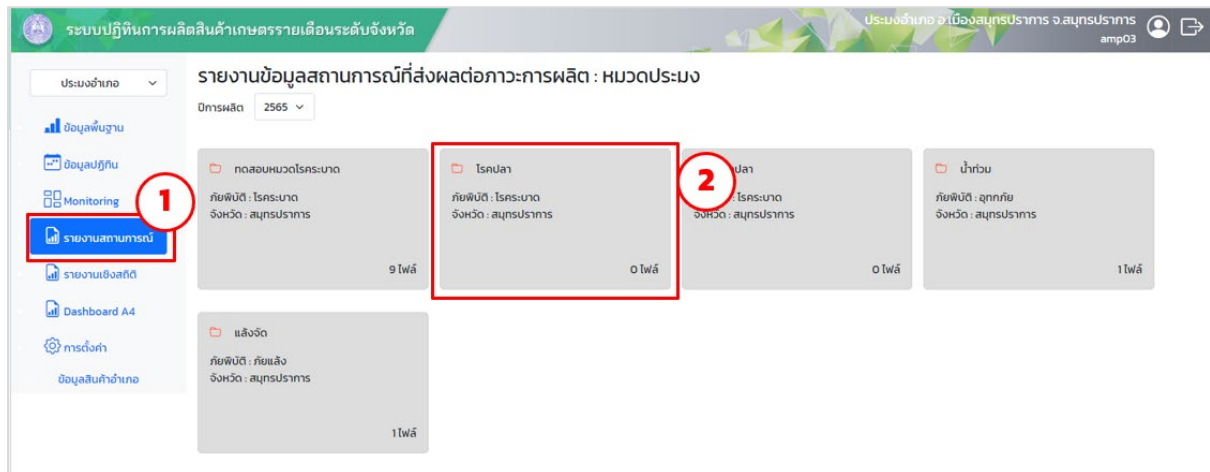 ระบบปฏิทินการผลิตสินค้าเกษตรรายเดือนระดับจังหวัด
ประมงอำเภอ อ.เมืองสมุทรปราการ จ.สมุทรปราการ
amp03
ประมงอำเภอ
ข้อมูลพื้นฐาน
ข้อมูลปฏิทิน
Monitoring
1
รายงานสถานการณ์
รายงานเชิงสถิติ
Dashboard A4
การตั้งค่า
ข้อมูลสินค้าอำเภอ
รายงานข้อมูลสถานการณ์ที่ส่งผลต่อภาวะการผลิต : หมวดประมง
ปีการผลิต 2565
ทดสอบหมวดโรคระบาด
ภัยพิบัติ : โรคระบาด
จังหวัด : สมุทรปราการ
9 ไฟล์
โรคปลา
ภัยพิบัติ : โรคระบาด
จังหวัด : สมุทรปราการ
0 ไฟล์
2
ปลา
: โรคระบาด
จังหวัด : สมุทรปราการ
0 ไฟล์
น้ำท่วม
ภัยพิบัติ : อุทกภัย
จังหวัด : สมุทรปราการ
1 ไฟล์
แล้งจัด
ภัยพิบัติ : ภัยแล้ง
จังหวัด : สมุทรปราการ
1 ไฟล์